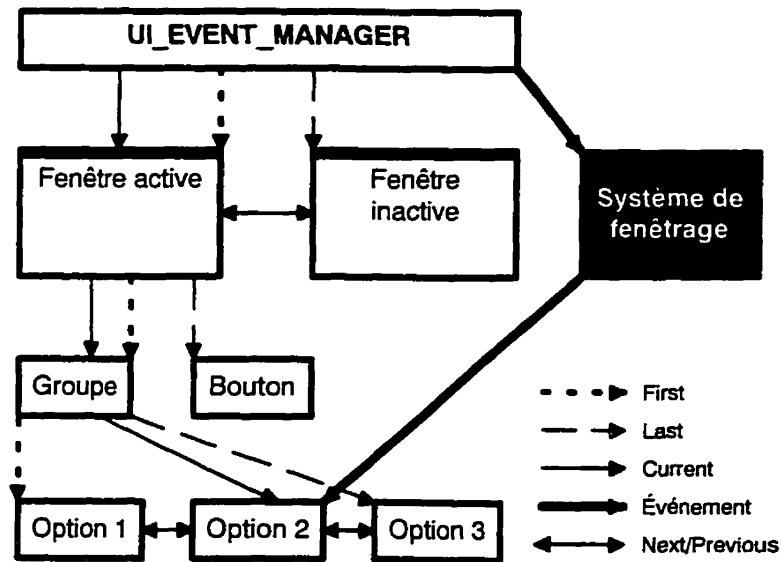 UI_EVENT_MANAGER
Fenêtre active
Fenêtre
inactive
Système de
fenêtrage
Groupe
Bouton
Option 1
Option 2
Option 3
First
Last
Current
Événement
Next/Previous